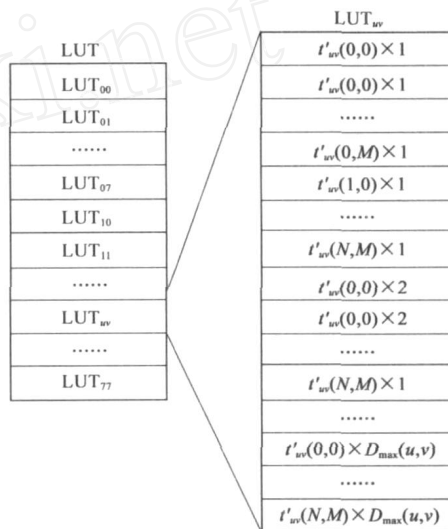 LUT
LUT₀₀
LUT₀₁
……
LUT₀₇
LUT₁₀
LUT₁₁
……
LUTᵤᵥ
……
LUT₇₇
LUTᵤᵥ
t'ᵤᵥ(0,0)×1
t'ᵤᵥ(0,0)×1
……
t'ᵤᵥ(0,M)×1
t'ᵤᵥ(1,0)×1
……
t'ᵤᵥ(N,M)×1
t'ᵤᵥ(0,0)×2
t'ᵤᵥ(0,0)×2
……
t'ᵤᵥ(N,M)×1
……
t'ᵤᵥ(0,0)×Dₘₐₓ(u,v)
……
t'ᵤᵥ(N,M)×Dₘₐₓ(u,v)